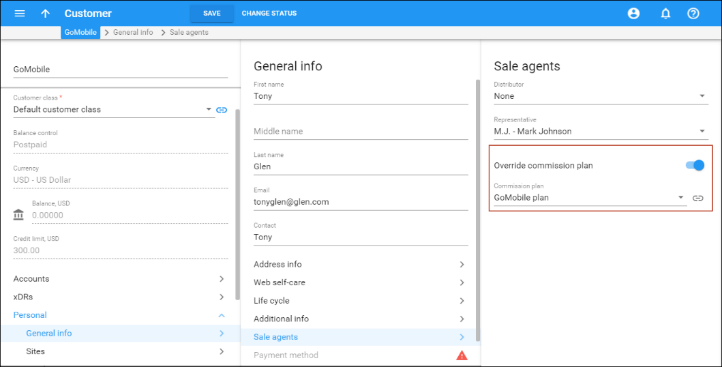 Customer
SAVE
CHANGE STATUS
GoMobile
General info
Sale agents
GoMobile
Customer class *
Default customer class
Balance control
Postpaid
Currency
USD - US Dollar
Balance, USD
0.00000
Credit limit, USD
300.00
Accounts
xDRs
Personal
General info
Sites
General info
First name
Tony
Middle name
Last name
Glen
Email
tonyglen@glen.com
Contact
Tony
Address info
Web self-care
Life cycle
Additional info
Sale agents
Payment method
Sale agents
Distributor
None
Representative
M.J. - Mark Johnson
Override commission plan
Commission plan
GoMobile plan